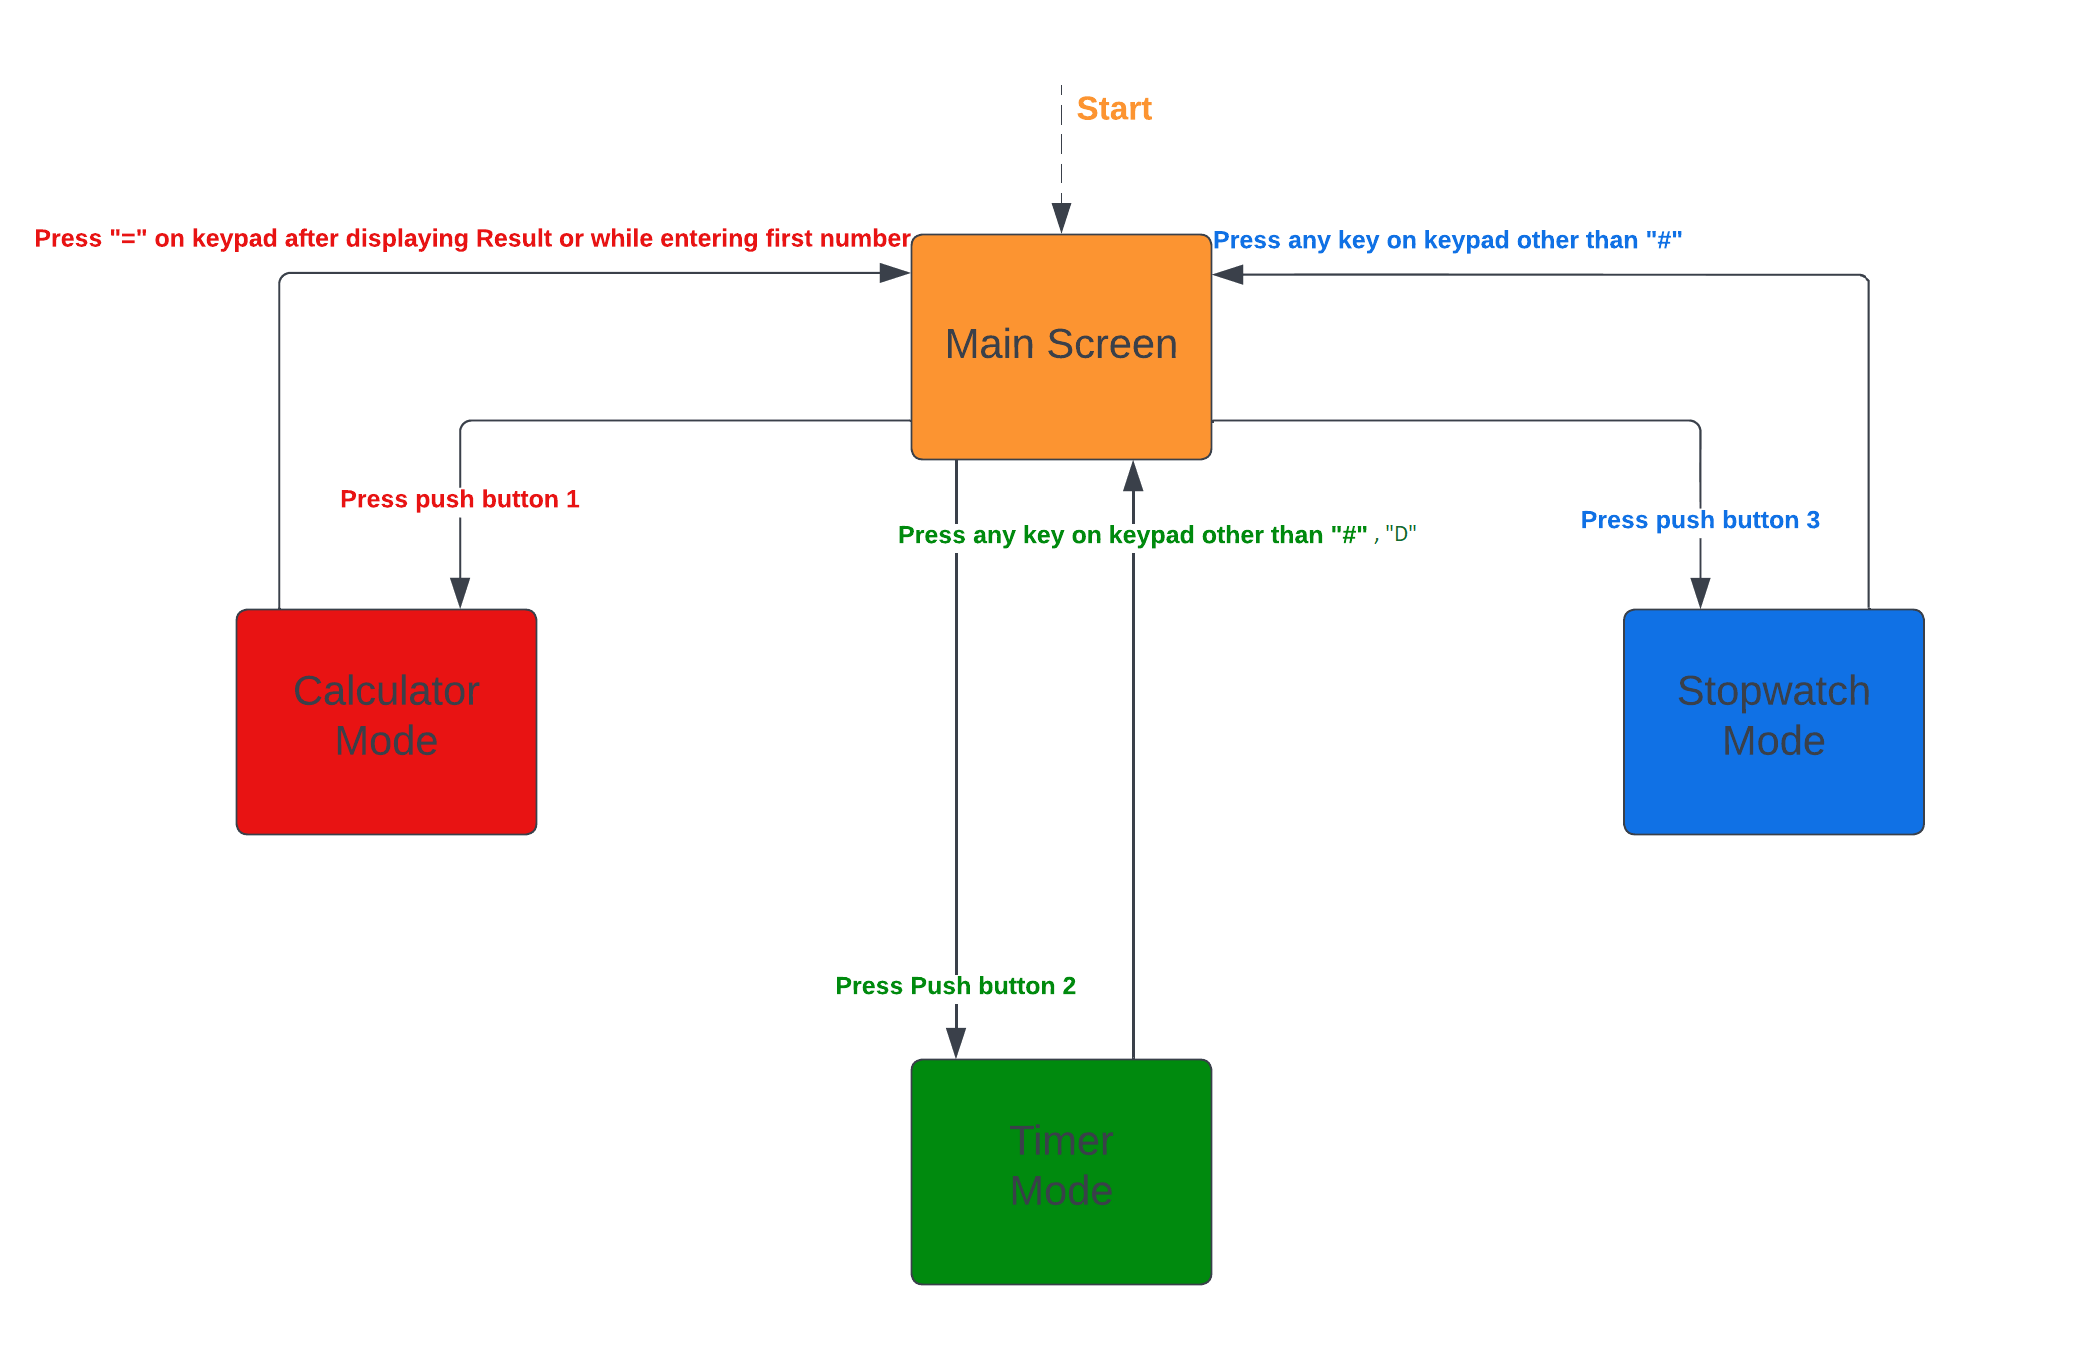 Start
Press "=" on keypad after displaying Result or while entering first number
Press any key on keypad other than "#"
Main Screen
Press push button 1
Press push button 3
Press any key on keypad other than "#" , "D"
Calculator
Mode
Stopwatch
Mode
Press Push button 2
Timer
Mode